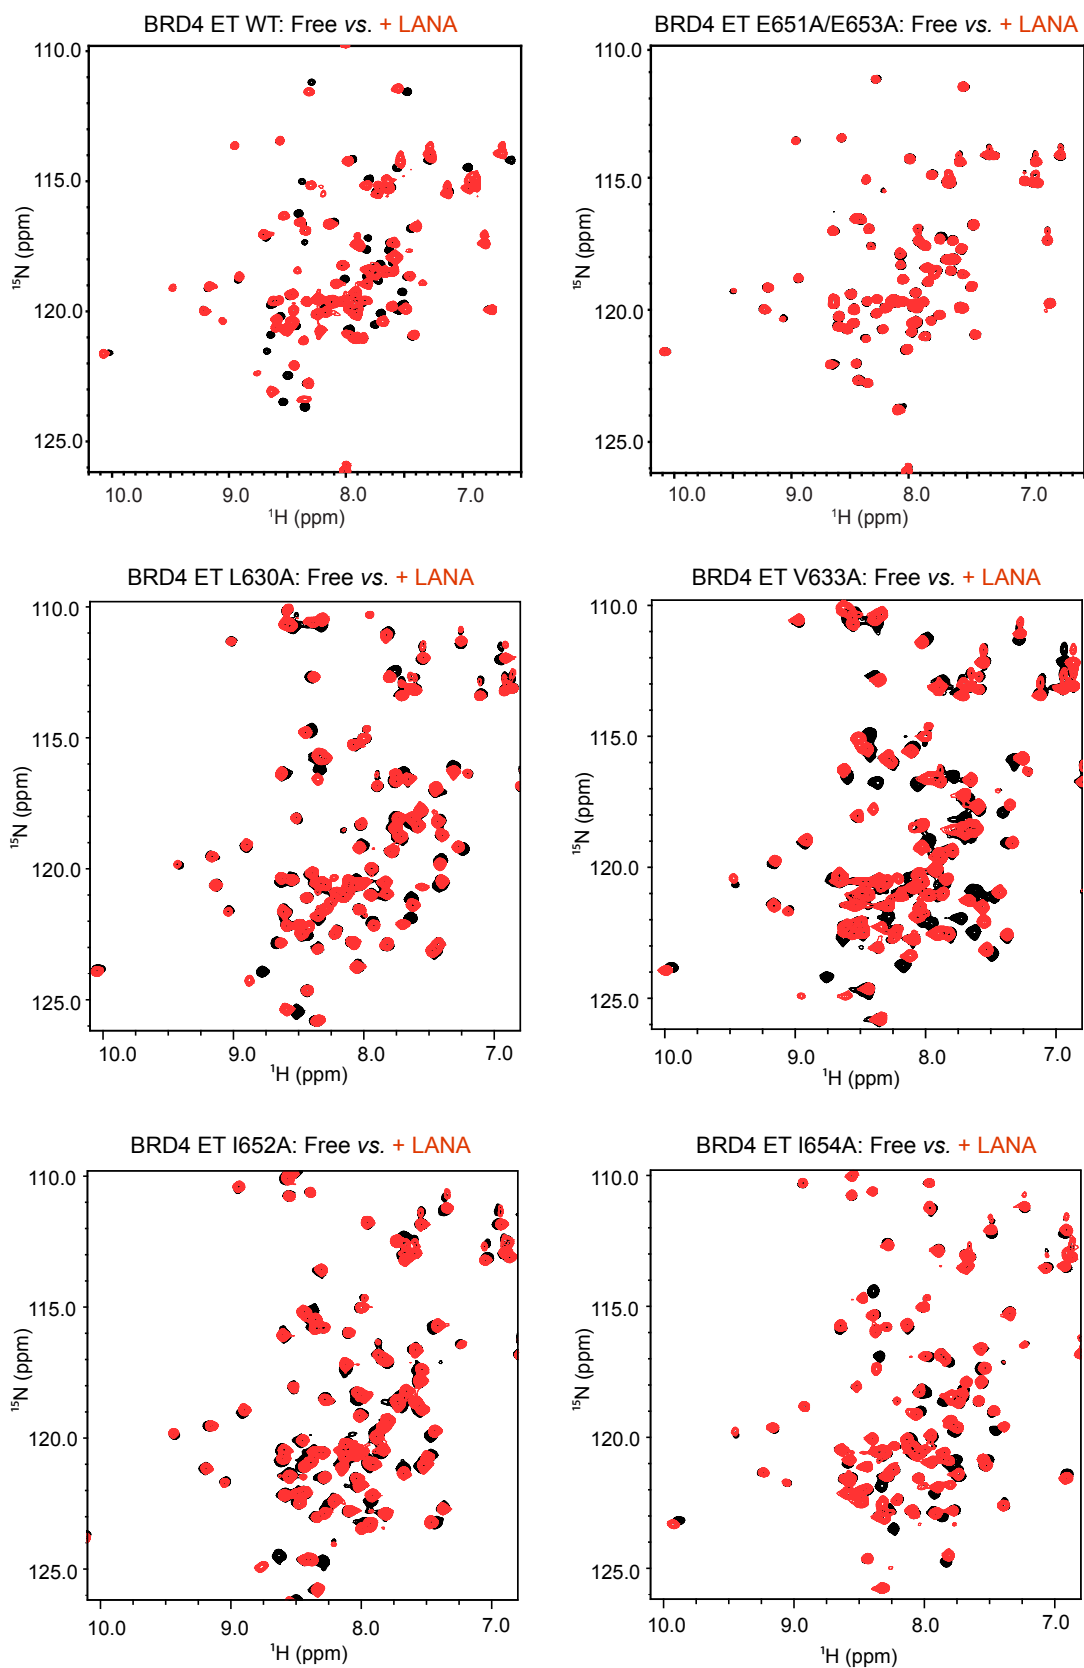 BRD4 ET WT: Free vs. + LANA
110.0
115.0
120.0
125.0
¹⁵N (ppm)
10.0 9.0 8.0 7.0
¹H (ppm)
BRD4 ET E651A/E653A: Free vs. + LANA
110.0
115.0
120.0
125.0
¹⁵N (ppm)
10.0 9.0 8.0 7.0
¹H (ppm)
BRD4 ET L630A: Free vs. + LANA
110.0
115.0
120.0
125.0
¹⁵N (ppm)
10.0 9.0 8.0 7.0
¹H (ppm)
BRD4 ET V633A: Free vs. + LANA
110.0
115.0
120.0
125.0
¹⁵N (ppm)
10.0 9.0 8.0 7.0
¹H (ppm)
BRD4 ET I652A: Free vs. + LANA
110.0
115.0
120.0
125.0
¹⁵N (ppm)
10.0 9.0 8.0 7.0
¹H (ppm)
BRD4 ET I654A: Free vs. + LANA
110.0
115.0
120.0
125.0
¹⁵N (ppm)
10.0 9.0 8.0 7.0
¹H (ppm)